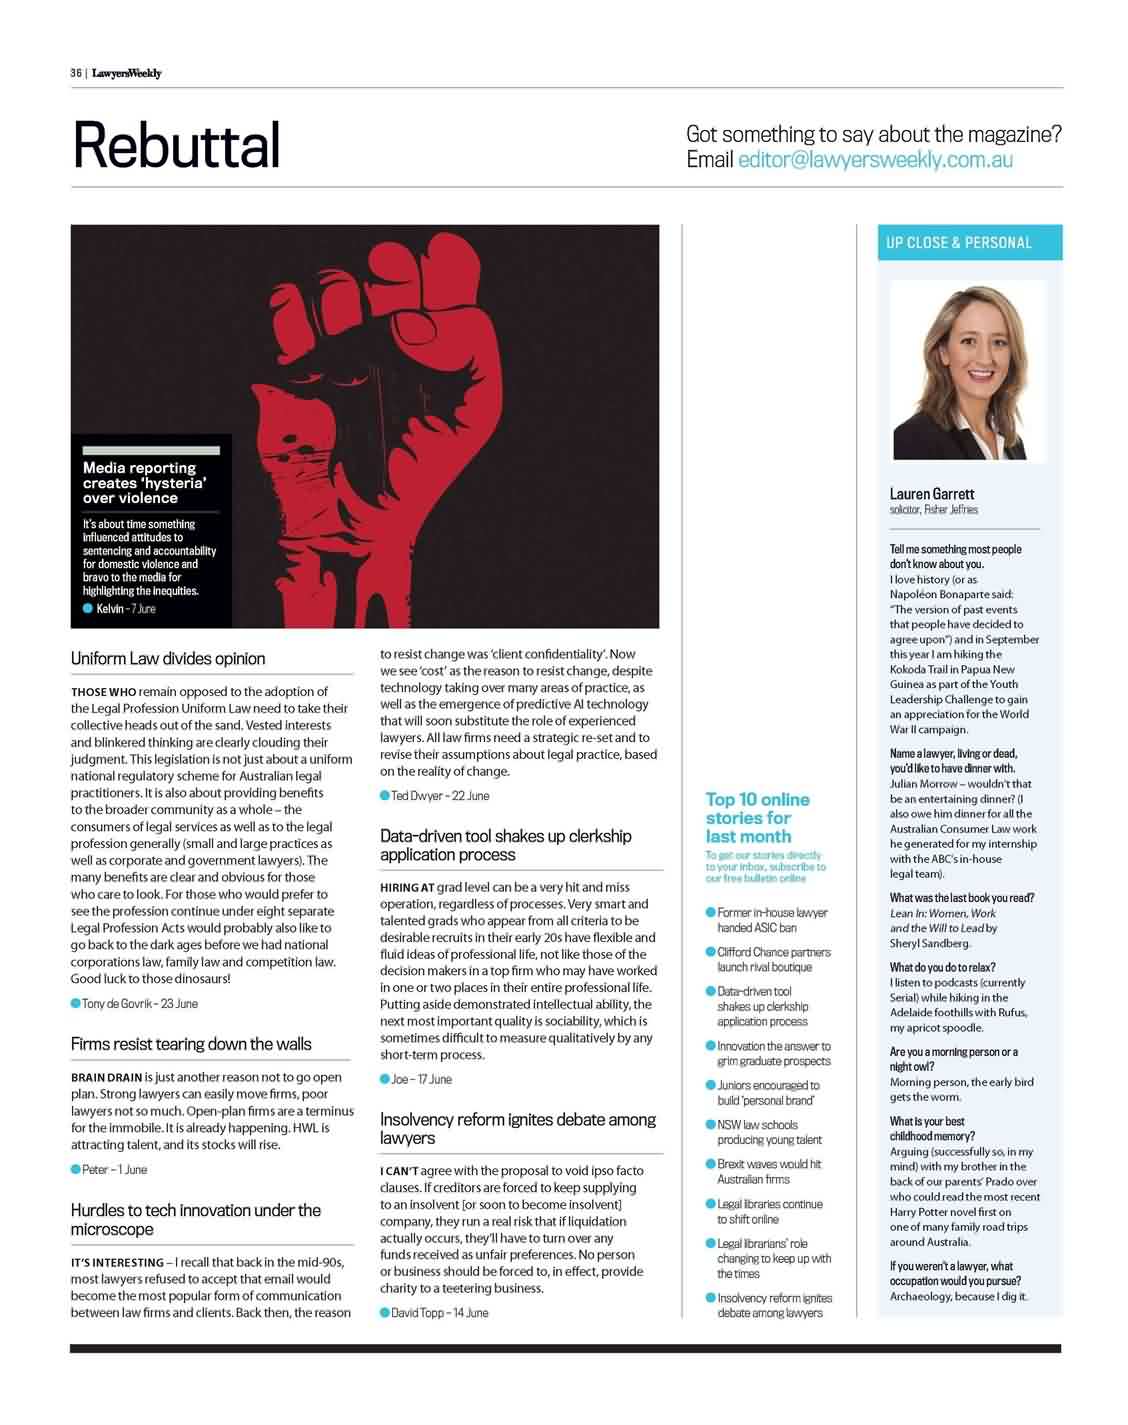 36 | LawyersWeekly
Rebuttal
Got something to say about the magazine?
Email editor@lawyersweekly.com.au
Media reporting
creates ‘hysteria’
over violence
It’s about time something
influenced attitudes to
sentencing and accountability
for domestic violence and
bravo to the media for
highlighting the inequities.
Kelvin – 7 June
Uniform Law divides opinion
THOSE WHO remain opposed to the adoption of
the Legal Profession Uniform Law need to take their
collective heads out of the sand. Vested interests
and blinkered thinking are clearly clouding their
judgment. This legislation is not just about a uniform
national regulatory scheme for Australian legal
practitioners. It is also about providing benefits
to the broader community as a whole – the
consumers of legal services as well as to the legal
profession generally (small and large practices as
well as corporate and government lawyers). The
many benefits are clear and obvious for those
who care to look. For those who would prefer to
see the profession continue under eight separate
Legal Profession Acts would probably also like to
go back to the dark ages before we had national
corporations law, family law and competition law.
Good luck to those dinosaurs!
Tony de Govrik – 23 June
Firms resist tearing down the walls
BRAIN DRAIN is just another reason not to go open
plan. Strong lawyers can easily move firms, poor
lawyers not so much. Open-plan firms are a terminus
for the immobile. It is already happening. HWL is
attracting talent, and its stocks will rise.
Peter – 1 June
Hurdles to tech innovation under the
microscope
IT’S INTERESTING – I recall that back in the mid-90s,
most lawyers refused to accept that email would
become the most popular form of communication
between law firms and clients. Back then, the reason
to resist change was ‘client confidentiality’. Now
we see ‘cost’ as the reason to resist change, despite
technology taking over many areas of practice, as
well as the emergence of predictive AI technology
that will soon substitute the role of experienced
lawyers. All law firms need a strategic re-set and to
revise their assumptions about legal practice, based
on the reality of change.
Ted Dwyer – 22 June
Data-driven tool shakes up clerkship
application process
HIRING AT grad level can be a very hit and miss
operation, regardless of processes. Very smart and
talented grads who appear from all criteria to be
desirable recruits in their early 20s have flexible and
fluid ideas of professional life, not like those of the
decision makers in a top firm who may have worked
in one or two places in their entire professional life.
Putting aside demonstrated intellectual ability, the
next most important quality is sociability, which is
sometimes difficult to measure qualitatively by any
short-term process.
Joe – 17 June
Insolvency reform ignites debate among
lawyers
I CAN’T agree with the proposal to void ipso facto
clauses. If creditors are forced to keep supplying
to an insolvent [or soon to become insolvent]
company, they run a real risk that if liquidation
actually occurs, they’ll have to turn over any
funds received as unfair preferences. No person
or business should be forced to, in effect, provide
charity to a teetering business.
David Topp – 14 June
Top 10 online
stories for
last month
To get our stories directly
to your inbox, subscribe to
our free bulletin online
Former in-house lawyer
handed ASIC ban
Clifford Chance partners
launch rival boutique
Data-driven tool
shakes up clerkship
application process
Innovation the answer to
grim graduate prospects
Juniors encouraged to
build ‘personal brand’
NSW law schools
producing young talent
Brexit waves would hit
Australian firms
Legal libraries continue
to shift online
Legal librarians’ role
changing to keep up with
the times
Insolvency reform ignites
debate among lawyers
UP CLOSE & PERSONAL
Lauren Garrett
solicitor, Fisher Jeffries
Tell me something most people
don’t know about you.
I love history (or as
Napoléon Bonaparte said:
“The version of past events
that people have decided to
agree upon”) and in September
this year I am hiking the
Kokoda Trail in Papua New
Guinea as part of the Youth
Leadership Challenge to gain
an appreciation for the World
War II campaign.
Name a lawyer, living or dead,
you’d like to have dinner with.
Julian Morrow – wouldn’t that
be an entertaining dinner? (I
also owe him dinner for all the
Australian Consumer Law work
he generated for my internship
with the ABC’s in-house
legal team).
What was the last book you read?
Lean In: Women, Work
and the Will to Lead by
Sheryl Sandberg.
What do you do to relax?
I listen to podcasts (currently
Serial) while hiking in the
Adelaide foothills with Rufus,
my apricot spoodle.
Are you a morning person or a
night owl?
Morning person, the early bird
gets the worm.
What is your best
childhood memory?
Arguing (successfully so, in my
mind) with my brother in the
back of our parents’ Prado over
who could read the most recent
Harry Potter novel first on
one of many family road trips
around Australia.
If you weren’t a lawyer, what
occupation would you pursue?
Archaeology, because I dig it.